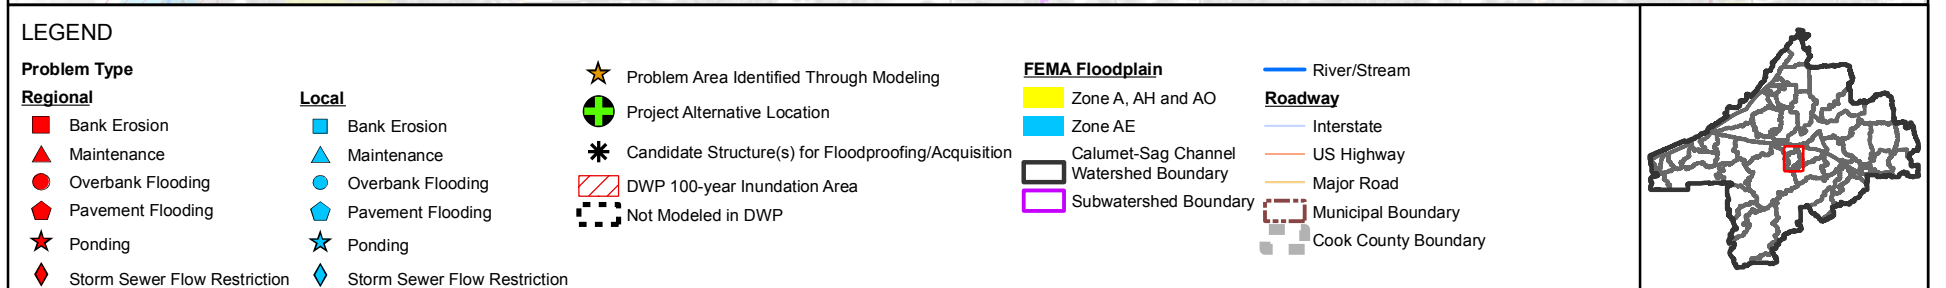 LEGEND
Problem Type
Regional
Bank Erosion
Maintenance
Overbank Flooding
Pavement Flooding
Ponding
Storm Sewer Flow Restriction
Local
Bank Erosion
Maintenance
Overbank Flooding
Pavement Flooding
Ponding
Storm Sewer Flow Restriction
Problem Area Identified Through Modeling
Project Alternative Location
Candidate Structure(s) for Floodproofing/Acquisition
DWP 100-year Inundation Area
Not Modeled in DWP
FEMA Floodplain
Zone A, AH and AO
Zone AE
Calumet-Sag Channel
Watershed Boundary
Subwatershed Boundary
River/Stream
Roadway
Interstate
US Highway
Major Road
Municipal Boundary
Cook County Boundary